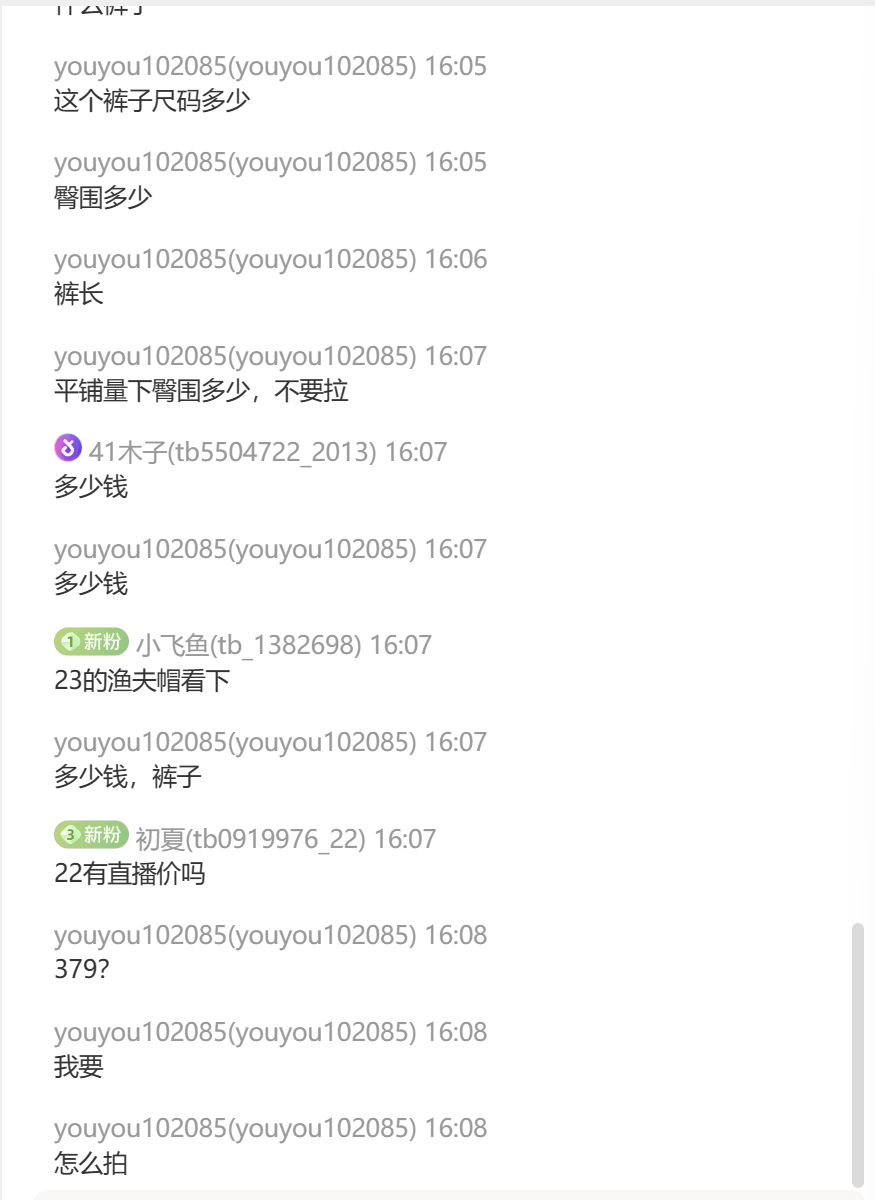 什么裤子
youyou102085(youyou102085) 16:05
这个裤子尺码多少
youyou102085(youyou102085) 16:05
臀围多少
youyou102085(youyou102085) 16:06
裤长
youyou102085(youyou102085) 16:07
平铺量下臀围多少，不要拉
41木子(tb5504722_2013) 16:07
多少钱
youyou102085(youyou102085) 16:07
多少钱
1 新粉 小飞鱼(tb_1382698) 16:07
23的渔夫帽看下
youyou102085(youyou102085) 16:07
多少钱，裤子
3 新粉 初夏(tb0919976_22) 16:07
22有直播价吗
youyou102085(youyou102085) 16:08
379?
youyou102085(youyou102085) 16:08
我要
youyou102085(youyou102085) 16:08
怎么拍